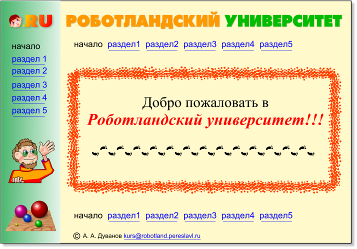 RU РОБОТЛАНДСКИЙ УНИВЕРСИТЕТ
начало раздел1 раздел2 раздел3 раздел4 раздел5
начало
раздел 1
раздел 2
раздел 3
раздел 4
раздел 5
Добро пожаловать в
Роботландский университет!!!
начало раздел1 раздел2 раздел3 раздел4 раздел5
© А. А. Дуванов kurs@robotland.pereslavl.ru